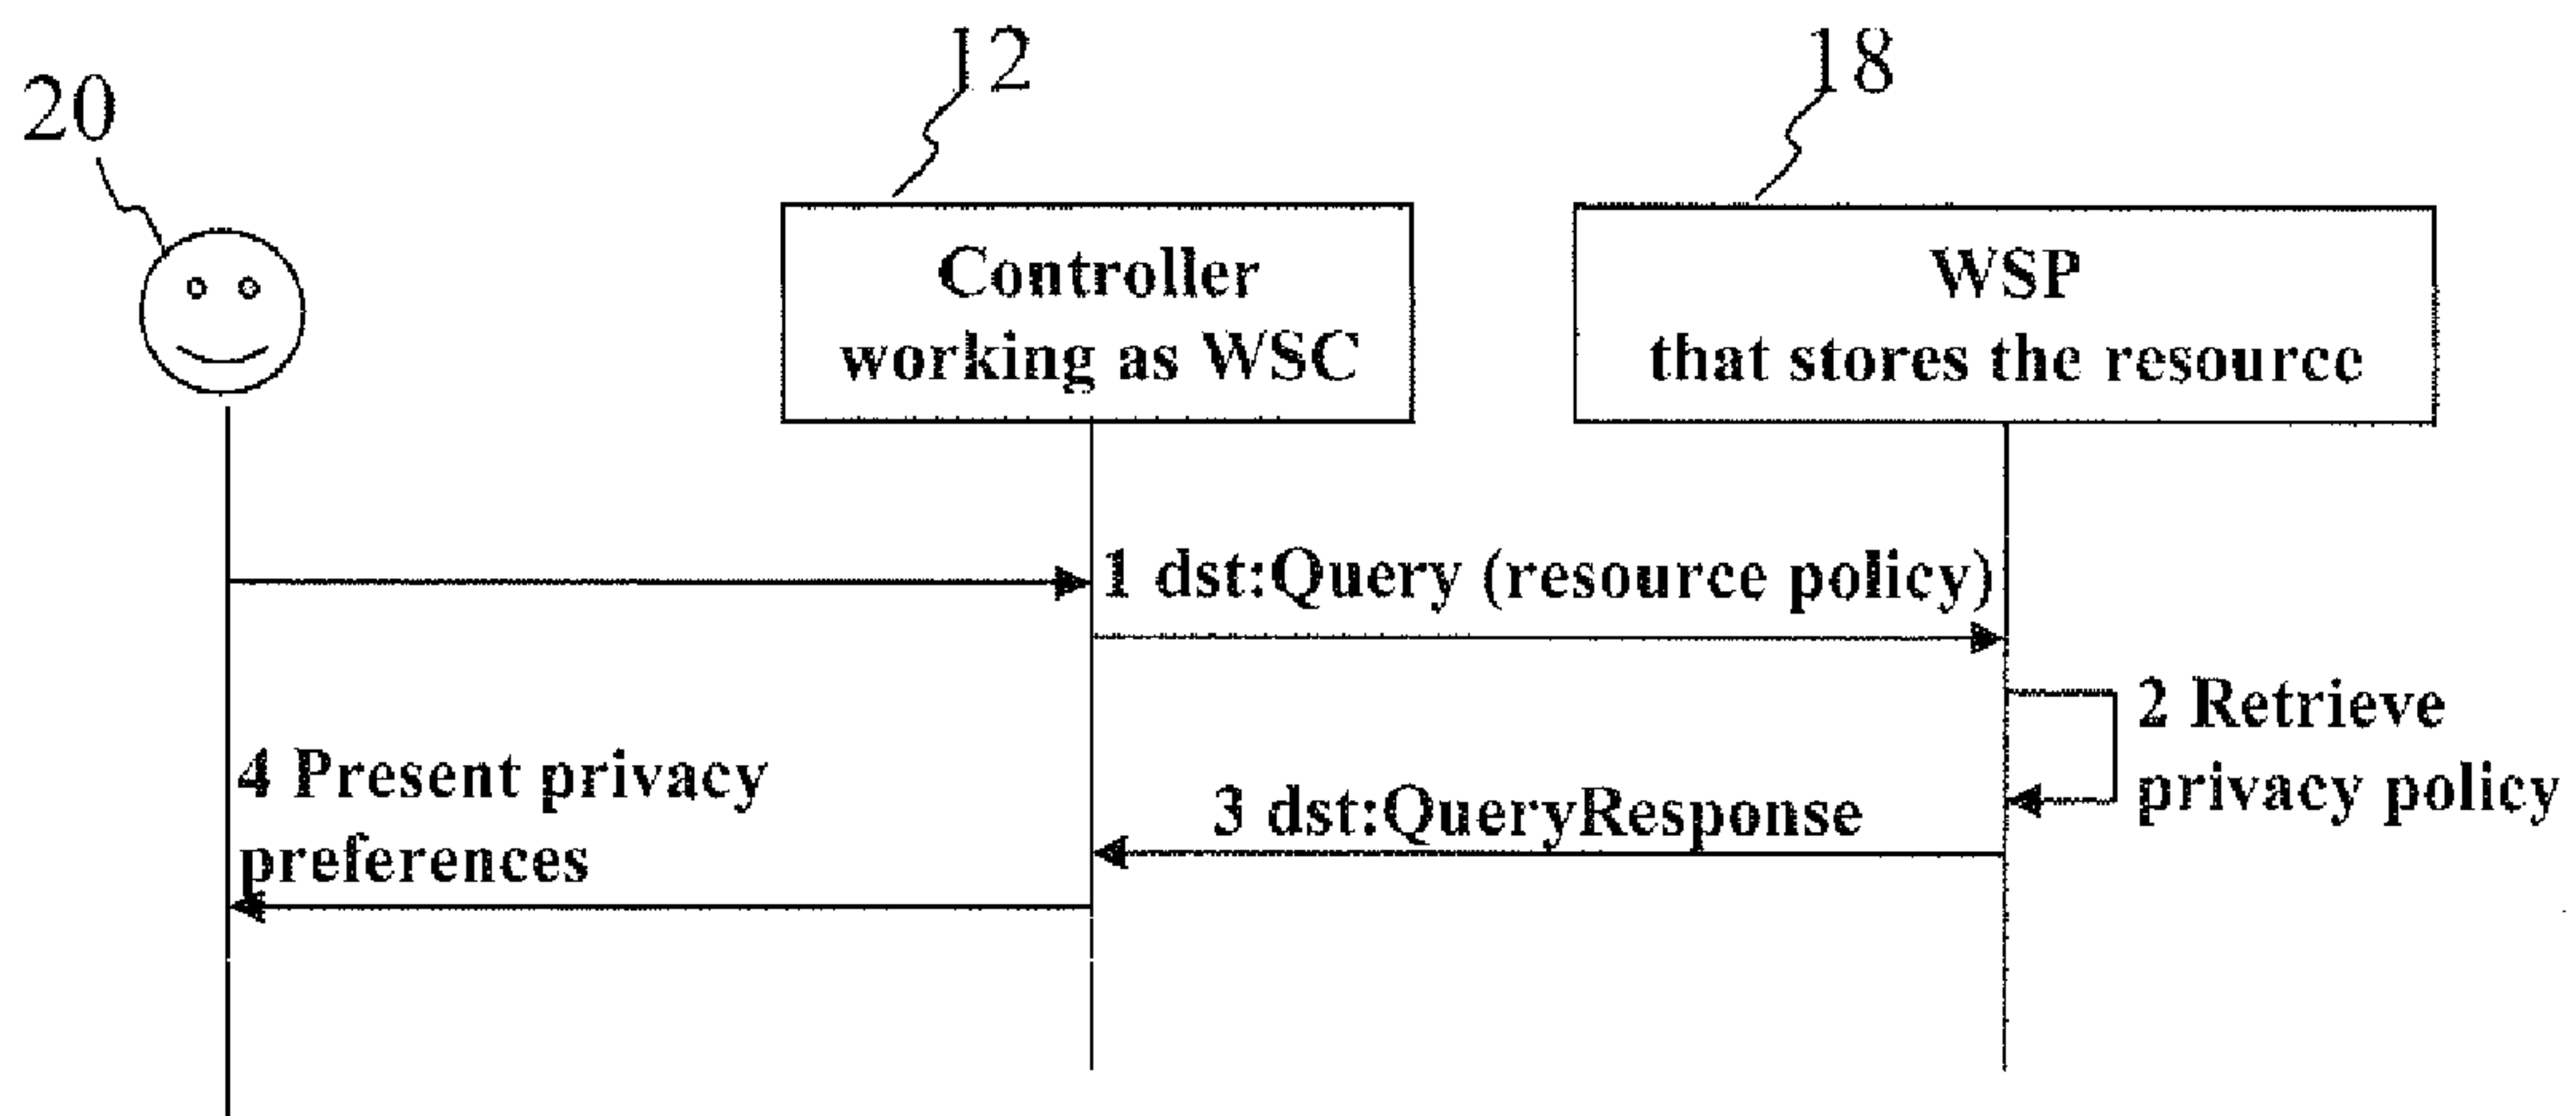 12
18
20
Controller
working as WSC
WSP
that stores the resource
1 dst:Query (resource policy)
2 Retrieve
privacy policy
3 dst:QueryResponse
4 Present privacy
preferences